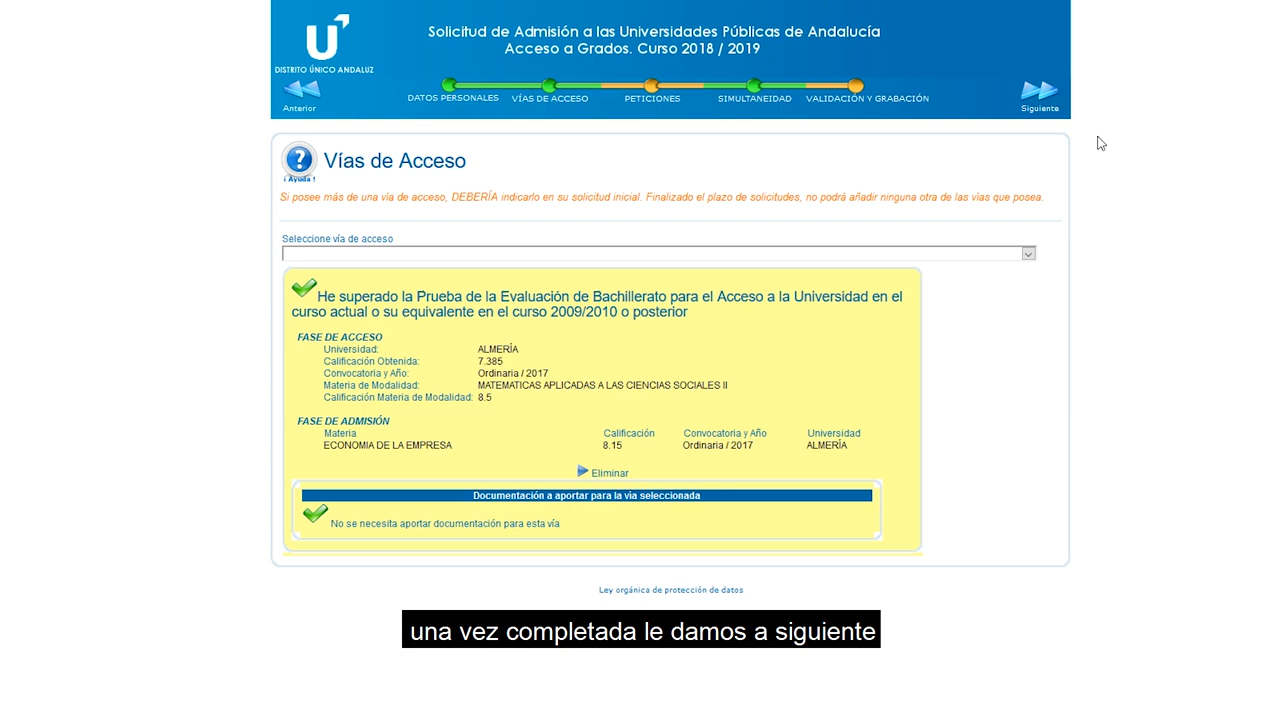 Solicitud de Admisión a las Universidades Públicas de Andalucía
Acceso a Grados. Curso 2018 / 2019
U
DISTRITO ÚNICO ANDALUZ
Anterior
DATOS PERSONALES VÍAS DE ACCESO PETICIONES SIMULTANEIDAD VALIDACIÓN Y GRABACIÓN
Siguiente
?
¡ Ayuda !
Vías de Acceso
Si posee más de una vía de acceso, DEBERÍA indicarlo en su solicitud inicial. Finalizado el plazo de solicitudes, no podrá añadir ninguna otra de las vías que posea.
Seleccione vía de acceso
He superado la Prueba de la Evaluación de Bachillerato para el Acceso a la Universidad en el
curso actual o su equivalente en el curso 2009/2010 o posterior
FASE DE ACCESO
Universidad: ALMERÍA
Calificación Obtenida: 7.385
Convocatoria y Año: Ordinaria / 2017
Materia de Modalidad: MATEMATICAS APLICADAS A LAS CIENCIAS SOCIALES II
Calificación Materia de Modalidad: 8.5
FASE DE ADMISIÓN
Materia Calificación Convocatoria y Año Universidad
ECONOMIA DE LA EMPRESA 8.15 Ordinaria / 2017 ALMERÍA
Eliminar
Documentación a aportar para la vía seleccionada
No se necesita aportar documentación para esta vía
Ley orgánica de protección de datos
una vez completada le damos a siguiente